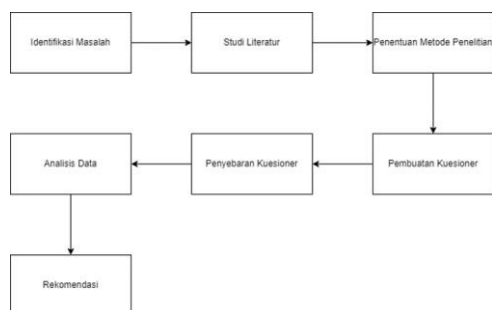 Identifikasi Masalah
Studi Literatur
Penentuan Metode Penelitian
Pembuatan Kuesioner
Penyebaran Kuesioner
Analisis Data
Rekomendasi